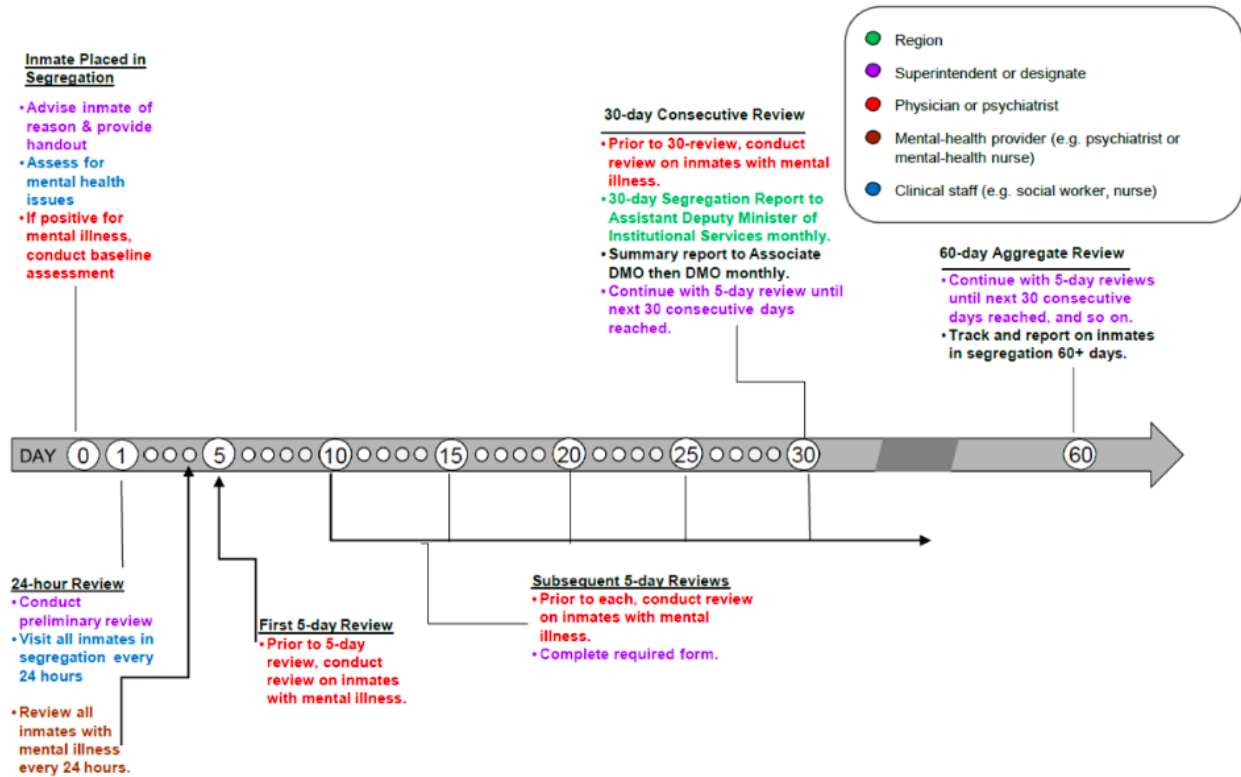 Inmate Placed in
Segregation
• Advise inmate of
reason & provide
handout
• Assess for
mental health
issues
• If positive for
mental illness,
conduct baseline
assessment
30-day Consecutive Review
• Prior to 30-review, conduct
review on inmates with mental
illness.
• 30-day Segregation Report to
Assistant Deputy Minister of
Institutional Services monthly.
• Summary report to Associate
DMO then DMO monthly.
• Continue with 5-day review until
next 30 consecutive days
reached.
Region
Superintendent or designate
Physician or psychiatrist
Mental-health provider (e.g. psychiatrist or
mental-health nurse)
Clinical staff (e.g. social worker, nurse)
60-day Aggregate Review
• Continue with 5-day reviews
until next 30 consecutive
days reached, and so on.
• Track and report on inmates
in segregation 60+ days.
DAY 0 1 5 10 15 20 25 30 60
24-hour Review
• Conduct
preliminary review
• Visit all inmates in
segregation every
24 hours
• Review all
inmates with
mental illness
every 24 hours.
First 5-day Review
• Prior to 5-day
review, conduct
review on inmates
with mental illness.
Subsequent 5-day Reviews
• Prior to each, conduct review
on inmates with mental
illness.
• Complete required form.